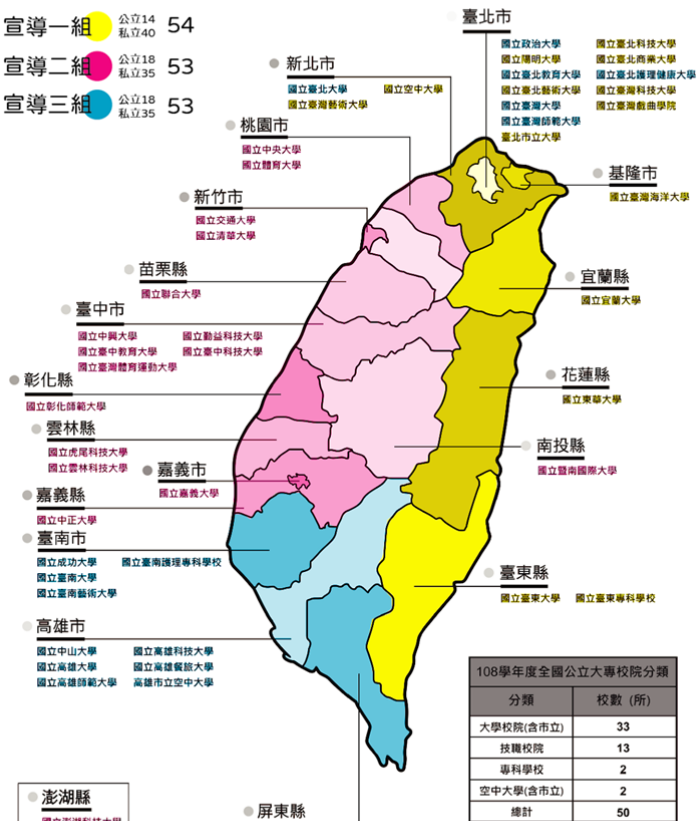 宣導一組 公立14 私立40 54
宣導二組 公立18 私立35 53
宣導三組 公立18 私立35 53
臺北市
國立政治大學 國立臺北科技大學
國立陽明大學 國立臺北商業大學
國立臺北教育大學 國立臺北護理健康大學
國立臺北藝術大學 國立臺灣科技大學
國立臺灣大學 國立臺灣戲曲學院
國立臺灣師範大學
臺北市立大學
新北市
國立臺北大學 國立空中大學
國立臺灣藝術大學
桃園市
國立中央大學
國立體育大學
基隆市
國立臺灣海洋大學
新竹市
國立交通大學
國立清華大學
苗栗縣
國立聯合大學
宜蘭縣
國立宜蘭大學
臺中市
國立中興大學 國立勤益科技大學
國立臺中教育大學 國立臺中科技大學
國立臺灣體育運動大學
彰化縣
國立彰化師範大學
花蓮縣
國立東華大學
雲林縣
國立虎尾科技大學
國立雲林科技大學
南投縣
國立暨南國際大學
嘉義市
國立嘉義大學
嘉義縣
國立中正大學
臺南市
國立成功大學 國立臺南護理專科學校
國立臺南大學
國立臺南藝術大學
臺東縣
國立臺東大學 國立臺東專科學校
高雄市
國立中山大學 國立高雄科技大學
國立高雄大學 國立高雄餐旅大學
國立高雄師範大學 高雄市立空中大學
108學年度全國公立大專校院分類
分類 校數 (所)
大學校院(含市立) 33
技職校院 13
專科學校 2
空中大學(含市立) 2
總計 50
澎湖縣
國立澎湖科技大學
屏東縣